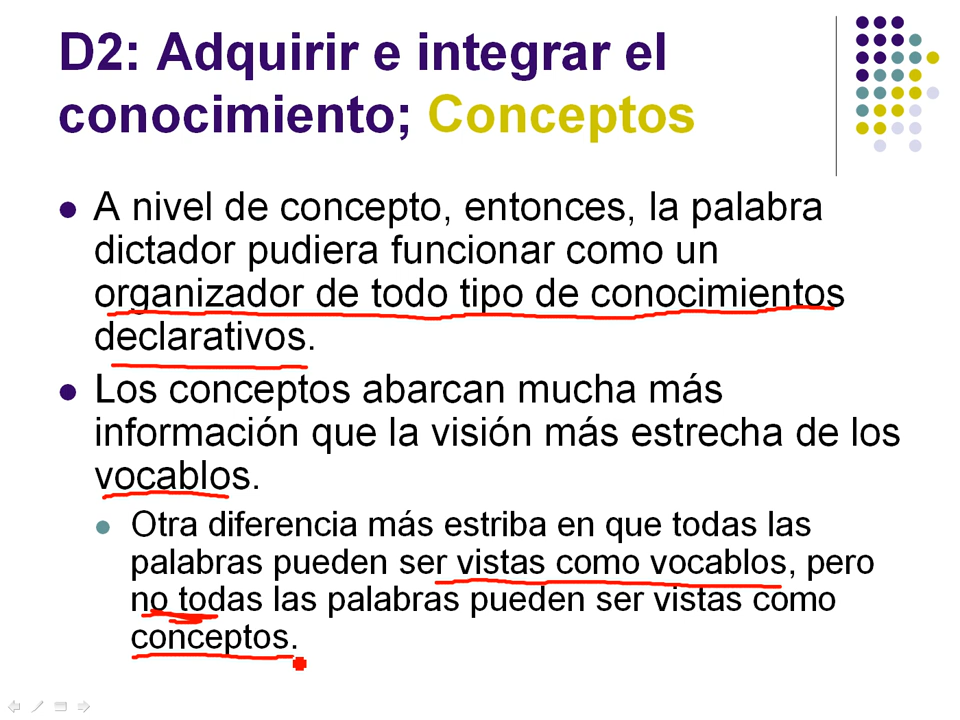 D2: Adquirir e integrar el
conocimiento; Conceptos
A nivel de concepto, entonces, la palabra
dictador pudiera funcionar como un
organizador de todo tipo de conocimientos
declarativos.
Los conceptos abarcan mucha más
información que la visión más estrecha de los
vocablos.
Otra diferencia más estriba en que todas las
palabras pueden ser vistas como vocablos, pero
no todas las palabras pueden ser vistas como
conceptos.